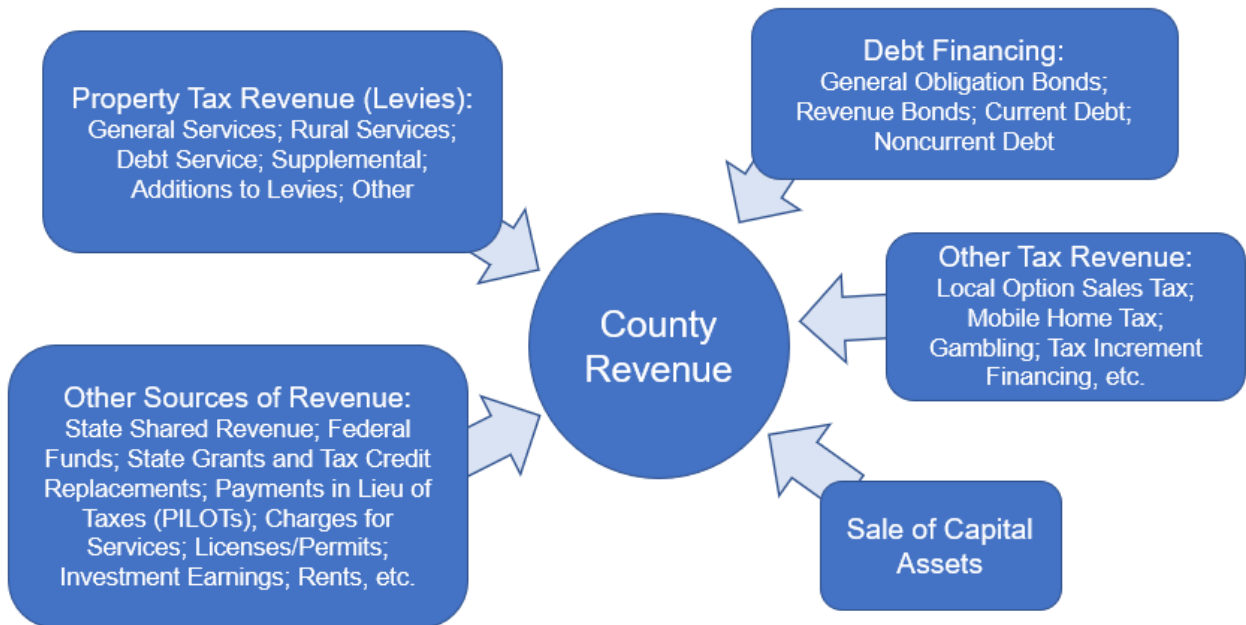 Property Tax Revenue (Levies):
General Services; Rural Services;
Debt Service; Supplemental;
Additions to Levies; Other
Debt Financing:
General Obligation Bonds;
Revenue Bonds; Current Debt;
Noncurrent Debt
County
Revenue
Other Tax Revenue:
Local Option Sales Tax;
Mobile Home Tax;
Gambling; Tax Increment
Financing, etc.
Other Sources of Revenue:
State Shared Revenue; Federal
Funds; State Grants and Tax Credit
Replacements; Payments in Lieu of
Taxes (PILOTs); Charges for
Services; Licenses/Permits;
Investment Earnings; Rents, etc.
Sale of Capital
Assets